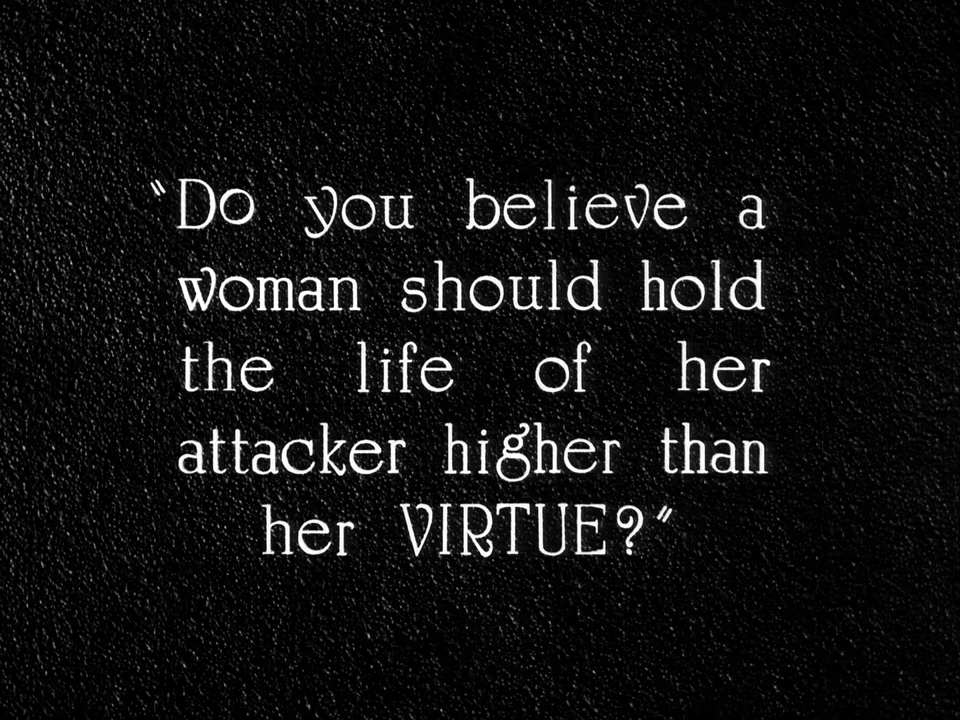 "Do you believe a
woman should hold
the life of her
attacker higher than
her VIRTUE?"